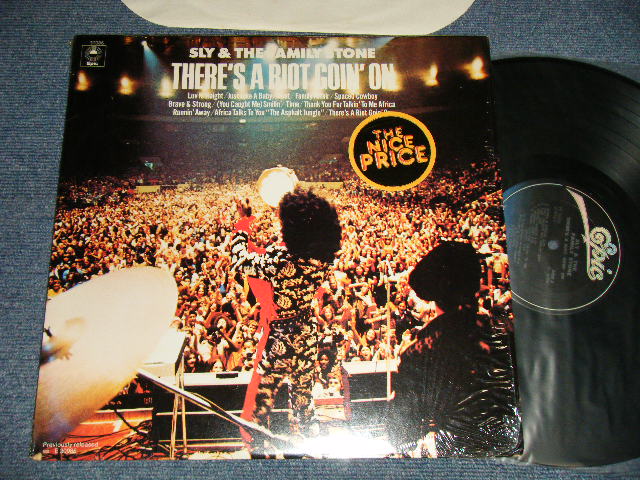 Epic
SLY & THE FAMILY STONE
THERE'S A RIOT GOIN' ON
Luv N' Haight / Just Like A Baby / Poet / Family Affair / Spaced Cowboy
Brave & Strong / (You Caught Me) Smilin' / Time / Thank You For Talkin' To Me Africa
Runnin' Away / Africa Talks To You "The Asphalt Jungle" / There's A Riot Goin' On
THE
NICE
PRICE
Epic
Previously released
E 30986